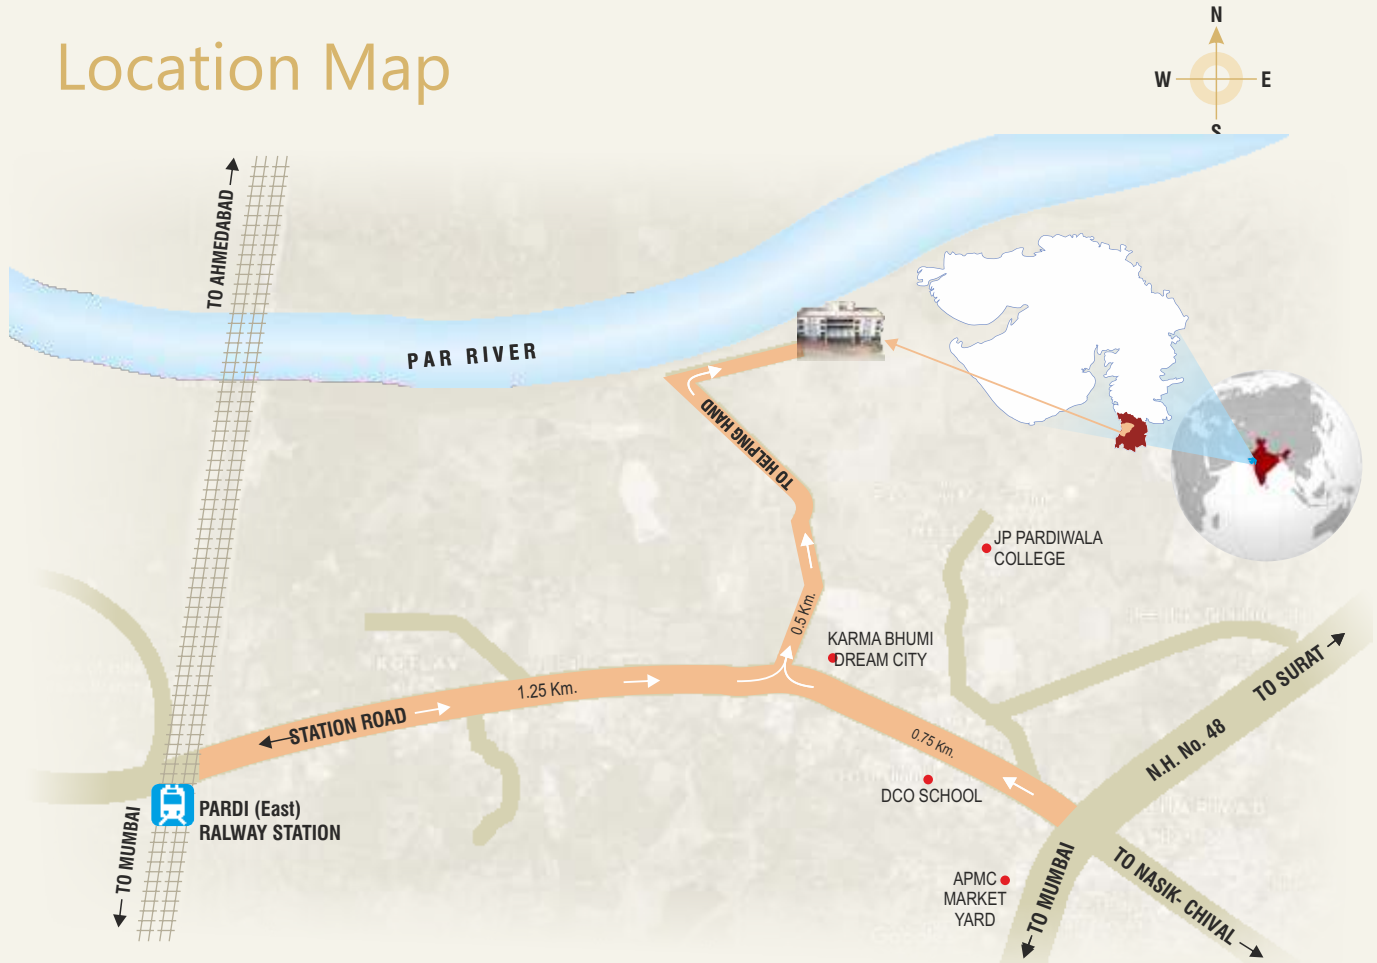 Location Map
N
W
E
S
TO AHMEDABAD
PAR RIVER
TO HELPING HAND
JP PARDIWALA
COLLEGE
0.5 Km.
KARMA BHUMI
DREAM CITY
KOTLAV
1.25 Km.
STATION ROAD
0.75 Km.
TO SURAT
N.H. No. 48
DCO SCHOOL
PARDI (East)
RALWAY STATION
TO MUMBAI
APMC
MARKET
YARD
TO MUMBAI
TO NASIK- CHIVAL